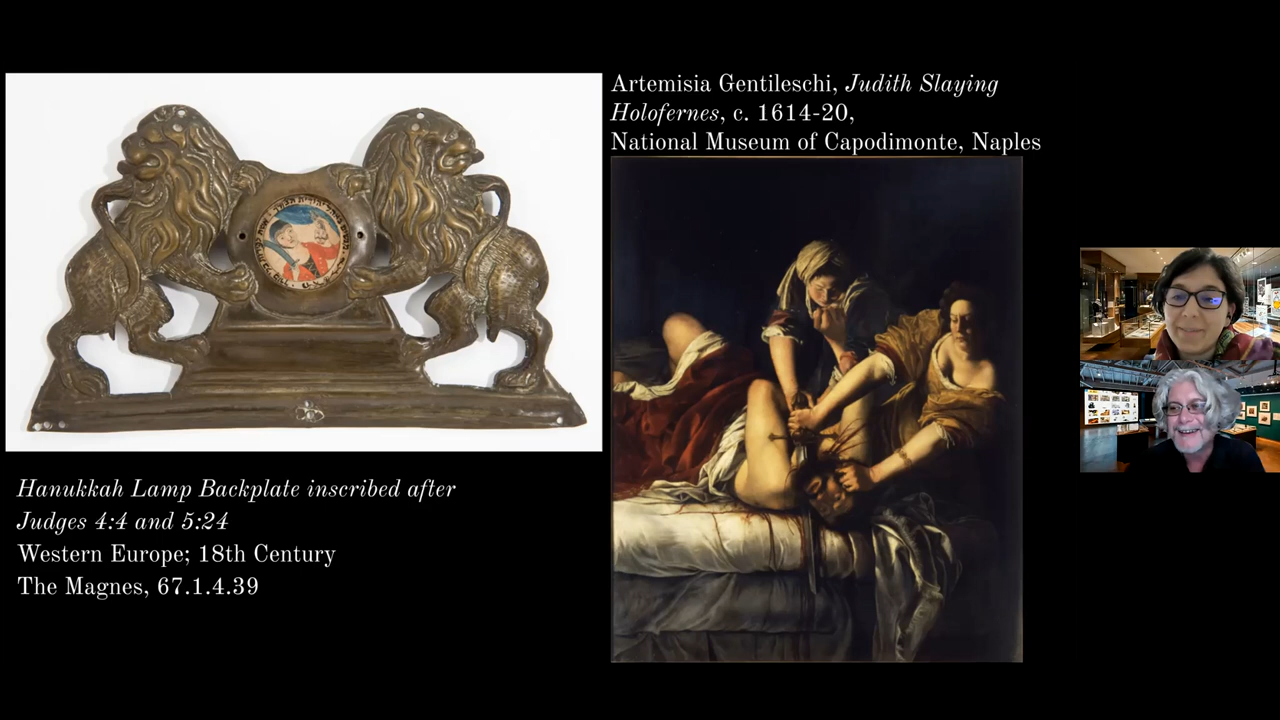 Artemisia Gentileschi, Judith Slaying
Holofernes, c. 1614-20,
National Museum of Capodimonte, Naples
Hanukkah Lamp Backplate inscribed after
Judges 4:4 and 5:24
Western Europe; 18th Century
The Magnes, 67.1.4.39